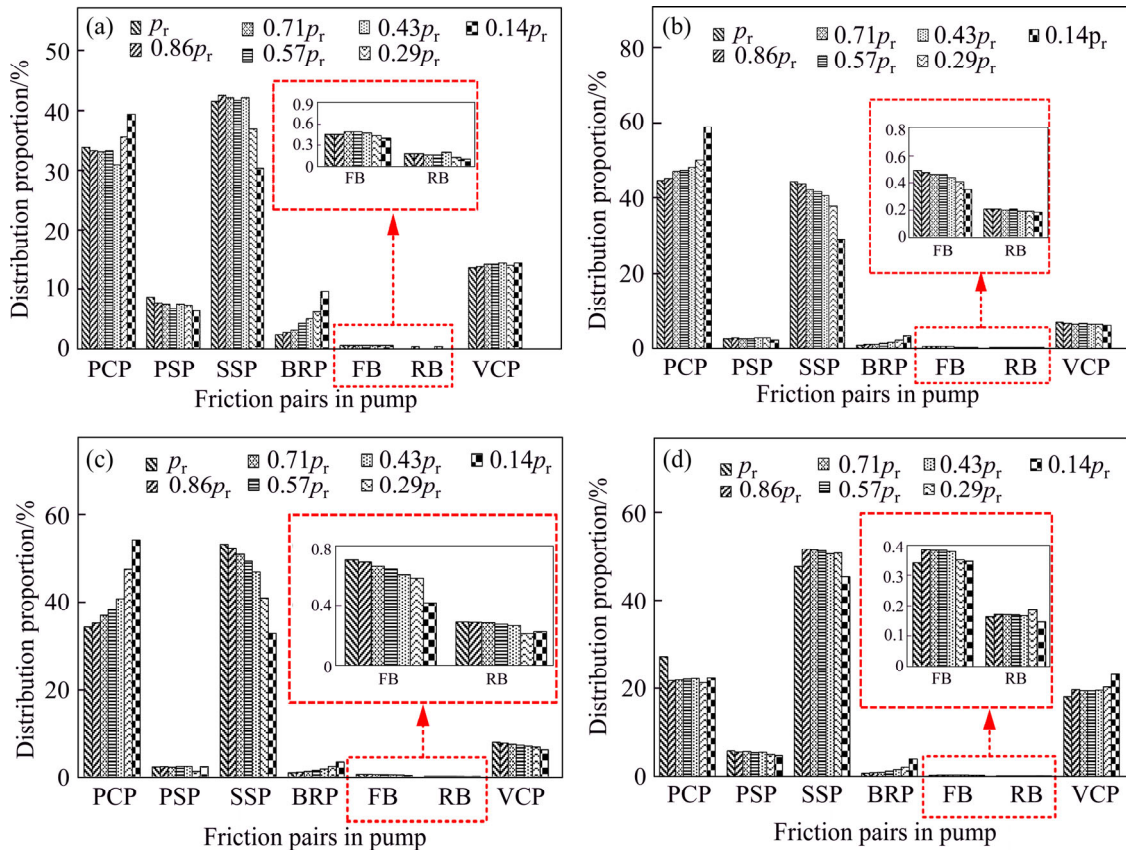 (a)
p_r 0.71p_r 0.43p_r 0.14p_r
0.86p_r 0.57p_r 0.29p_r
Distribution proportion/%
50
40
30
20
10
0
0.9
0.6
0.3
0
FB RB
PCP PSP SSP BRP FB RB VCP
Friction pairs in pump
(b)
p_r 0.71p_r 0.43p_r 0.14p_r
0.86p_r 0.57p_r 0.29p_r
Distribution proportion/%
80
60
40
20
0
0.8
0.6
0.4
0.2
0
FB RB
PCP PSP SSP BRP FB RB VCP
Friction pairs in pump
(c)
p_r 0.71p_r 0.43p_r 0.14p_r
0.86p_r 0.57p_r 0.29p_r
Distribution proportion/%
60
40
20
0
0.8
0.4
0
FB RB
PCP PSP SSP BRP FB RB VCP
Friction pairs in pump
(d)
p_r 0.71p_r 0.43p_r 0.14p_r
0.86p_r 0.57p_r 0.29p_r
Distribution proportion/%
60
40
20
0
0.4
0.3
0.2
0.1
0
FB RB
PCP PSP SSP BRP FB RB VCP
Friction pairs in pump